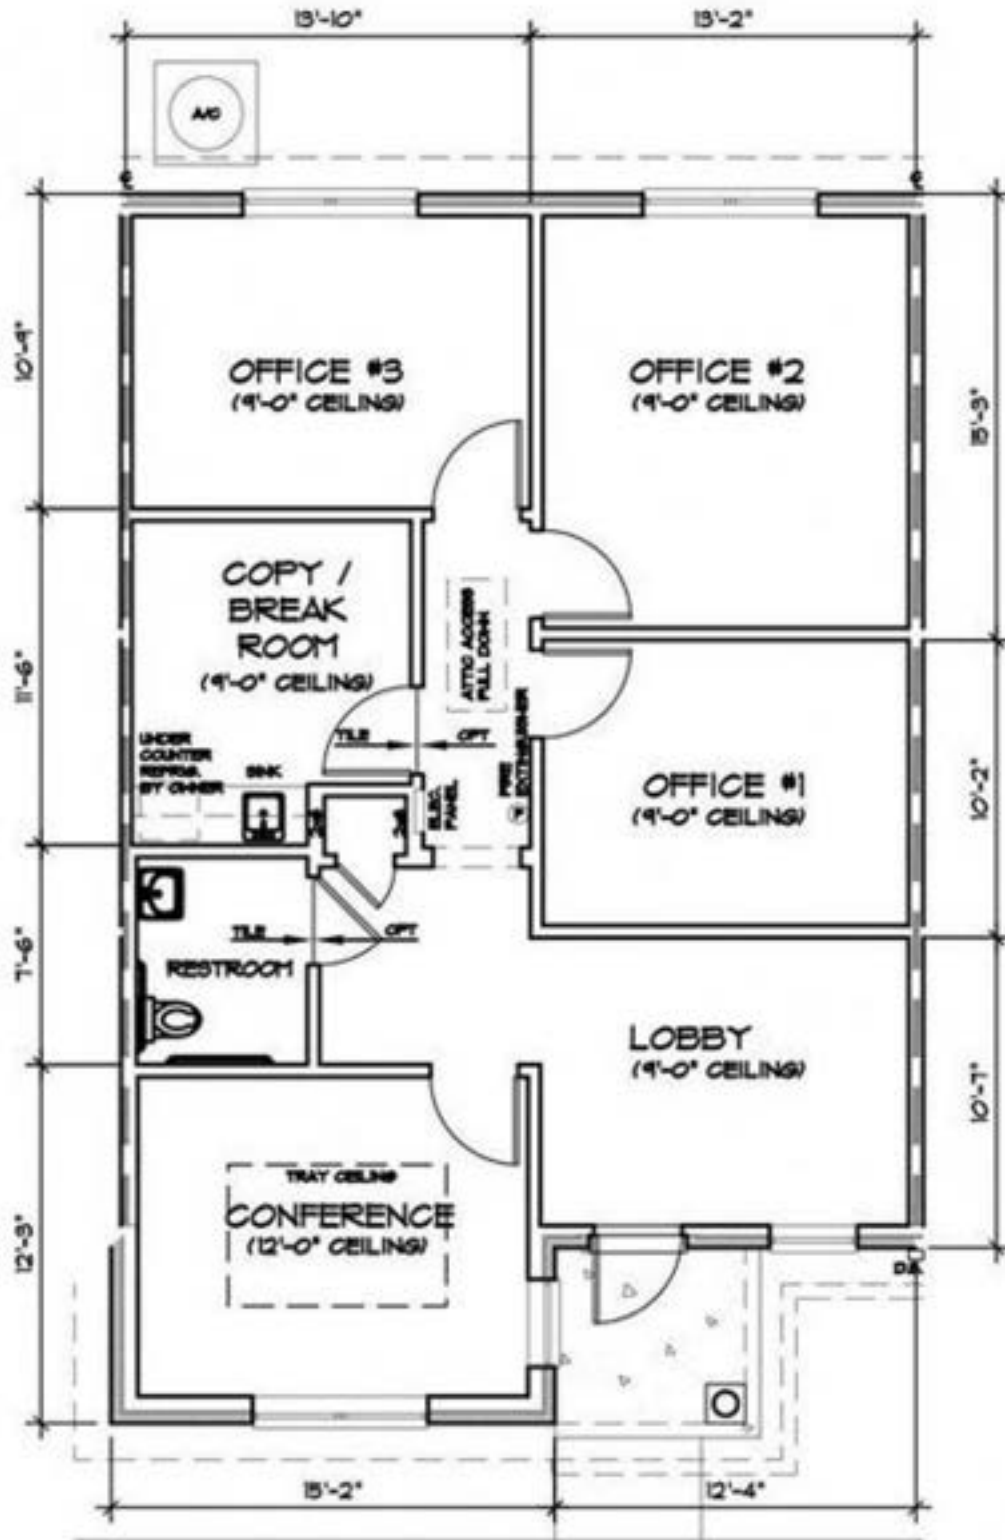 13'-10"
13'-2"
A/C
10'-9"
15'-3"
OFFICE #3
(9'-0" CEILING)
OFFICE #2
(9'-0" CEILING)
COPY /
BREAK
ROOM
(9'-0" CEILING)
ATTIC ACCESS
PULL DOWN
11'-6"
UNDER
COUNTER
REFRIG.
BY OWNER
SINK
TILE
CPT
ELEC.
PANEL
FIRE
EXTINGUISHER
OFFICE #1
(9'-0" CEILING)
10'-2"
7'-6"
TILE
CPT
RESTROOM
LOBBY
(9'-0" CEILING)
10'-7"
TRAY CEILING
CONFERENCE
(12'-0" CEILING)
12'-3"
15'-2"
12'-4"